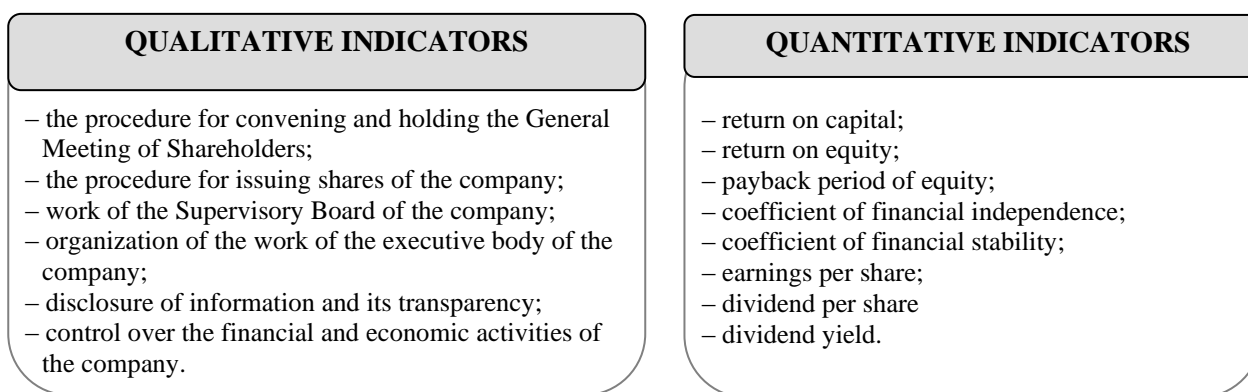 QUALITATIVE INDICATORS
– the procedure for convening and holding the General
Meeting of Shareholders;
– the procedure for issuing shares of the company;
– work of the Supervisory Board of the company;
– organization of the work of the executive body of the
company;
– disclosure of information and its transparency;
– control over the financial and economic activities of
the company.
QUANTITATIVE INDICATORS
– return on capital;
– return on equity;
– payback period of equity;
– coefficient of financial independence;
– coefficient of financial stability;
– earnings per share;
– dividend per share
– dividend yield.